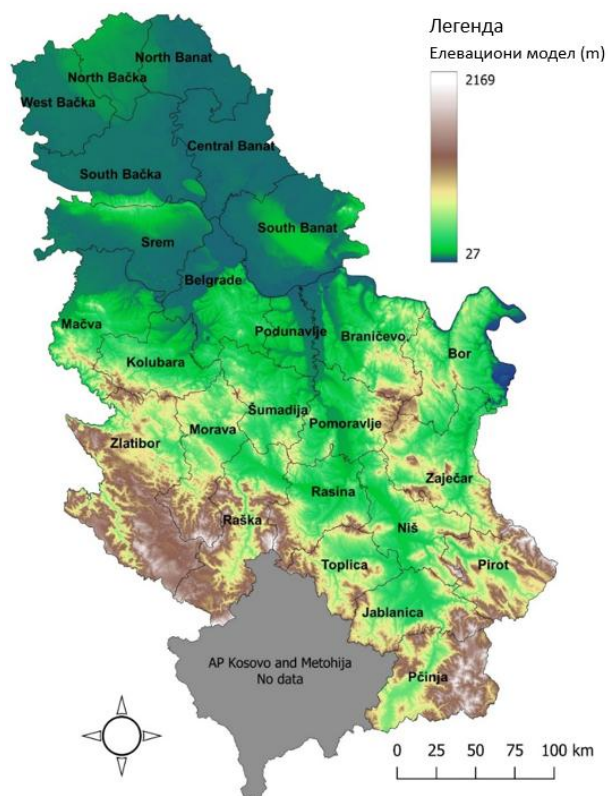 Легенда
Елевациони модел (m)
2169
27
North Banat
North Bačka
West Bačka
Central Banat
South Bačka
South Banat
Srem
Belgrade
Mačva
Podunavlje
Braničevo
Bor
Kolubara
Šumadija
Morava
Pomoravlje
Zlatibor
Zaječar
Rasina
Raška
Niš
Toplica
Pirot
Jablanica
AP Kosovo and Metohija
No data
Pčinja
0 25 50 75 100 km